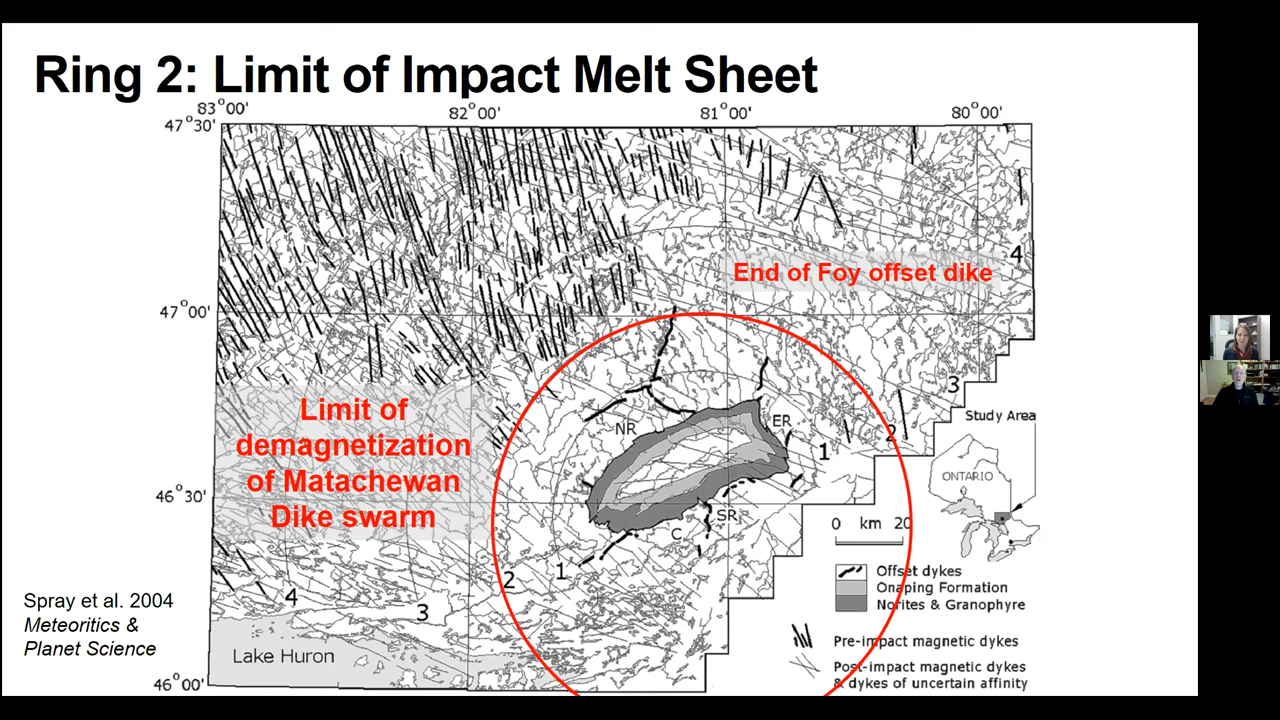 Ring 2: Limit of Impact Melt Sheet
83°00'
82°00'
81°00'
80°00'
47°30'
4
End of Foy offset dike
47°00'
3
Study Area
Limit of
demagnetization
of Matachewan
Dike swarm
NR
ER
2
1
ONTARIO
46°30'
SR
C
0 km 20
1
2
Offset dykes
Onaping Formation
Norites & Granophyre
4
3
Spray et al. 2004
Meteoritics &
Planet Science
Lake Huron
Pre-impact magnetic dykes
Post-impact magnetic dykes
& dykes of uncertain affinity
46°00'